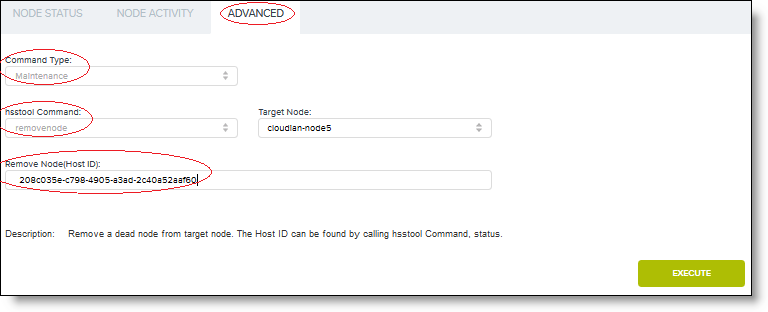 NODE STATUS NODE ACTIVITY ADVANCED
Command Type:
Maintenance
hsstool Command: Target Node:
removenode cloudian-node5
Remove Node(Host ID):
208c035e-c798-4905-a3ad-2c40a52aaf60
Description: Remove a dead node from target node. The Host ID can be found by calling hsstool Command, status.
EXECUTE